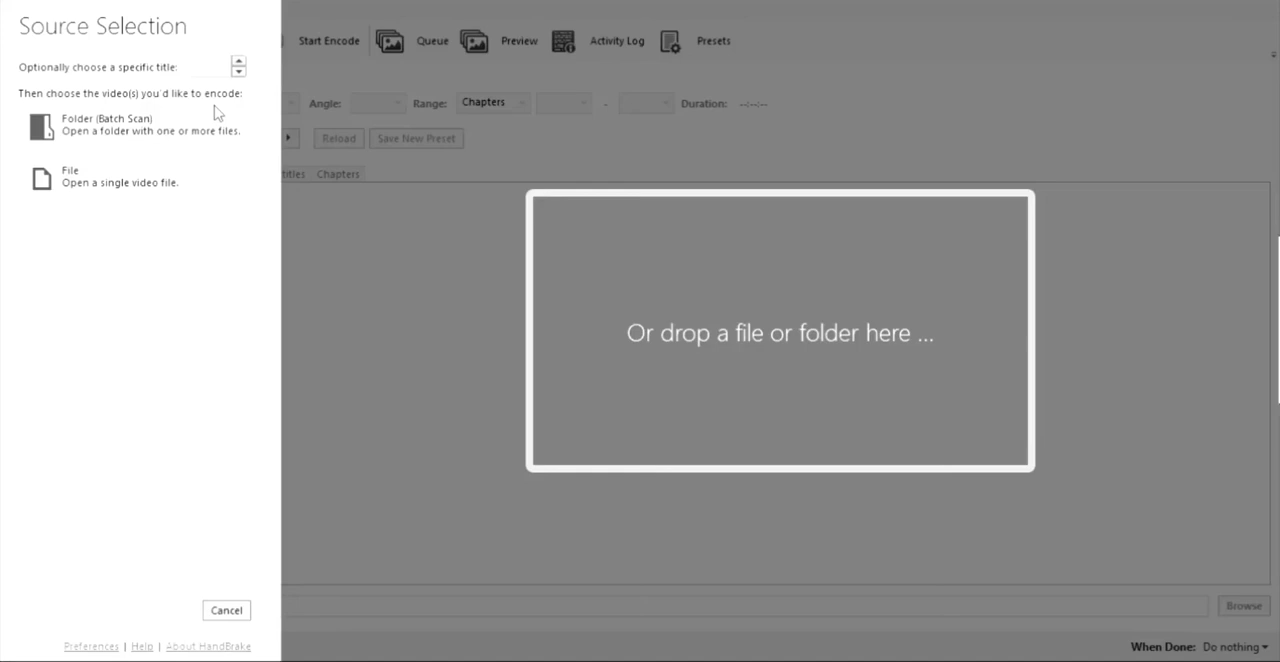 Source Selection
Optionally choose a specific title:
Then choose the video(s) you'd like to encode:
Folder (Batch Scan)
Open a folder with one or more files.
File
Open a single video file.
Cancel
Preferences | Help | About HandBrake
Start Encode Queue Preview Activity Log Presets
Angle: Range: Chapters - Duration: --:--:--
Reload Save New Preset
titles Chapters
Or drop a file or folder here ...
Browse
When Done: Do nothing